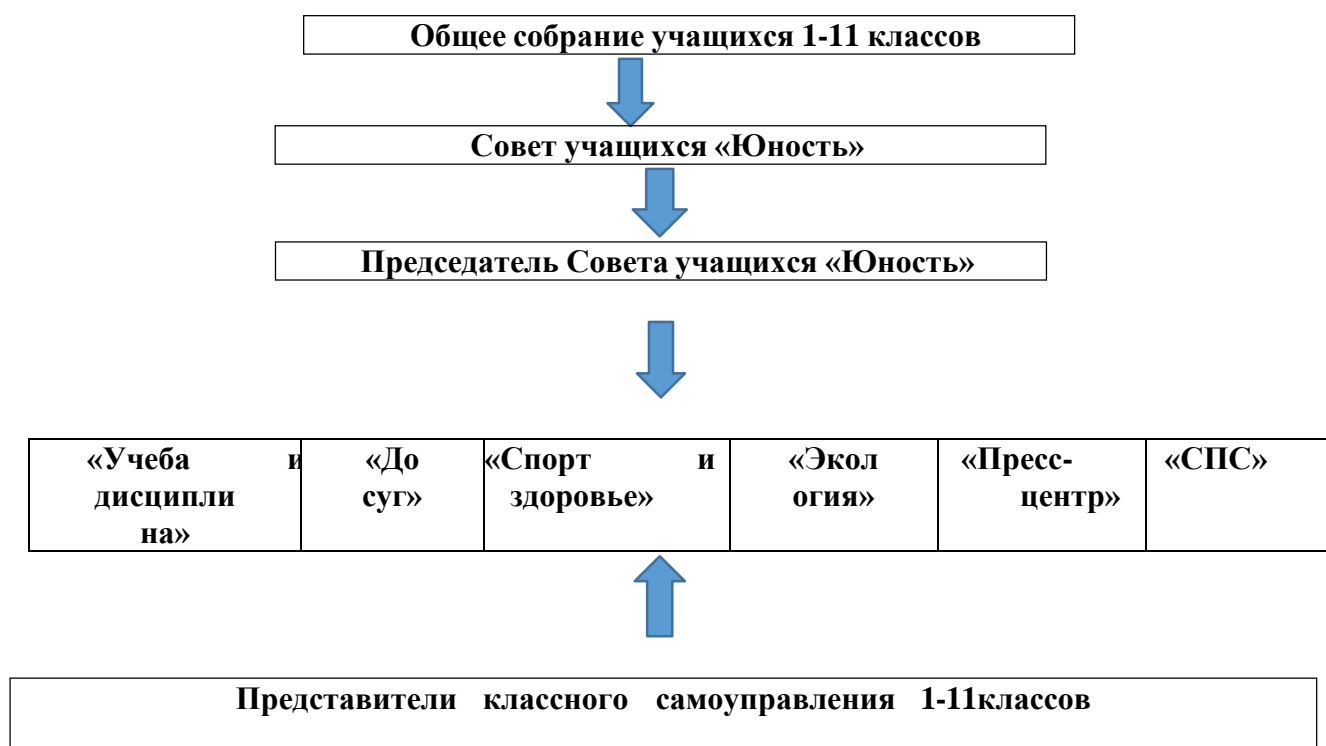 Общее собрание учащихся 1-11 классов
Совет учащихся «Юность»
Председатель Совета учащихся «Юность»
«Учеба и
дисципли
на»
«До
суг»
«Спорт и
здоровье»
«Экол
огия»
«Пресс-
центр»
«СПС»
Представители классного самоуправления 1-11классов